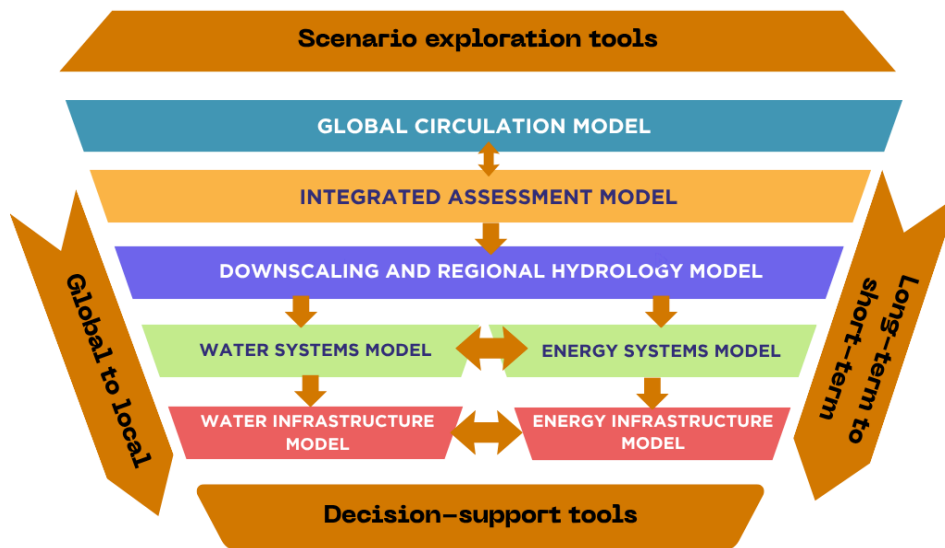 Scenario exploration tools
GLOBAL CIRCULATION MODEL
INTEGRATED ASSESSMENT MODEL
DOWNSCALING AND REGIONAL HYDROLOGY MODEL
WATER SYSTEMS MODEL
ENERGY SYSTEMS MODEL
WATER INFRASTRUCTURE
MODEL
ENERGY INFRASTRUCTURE
MODEL
Global to local
Long-term to
short-term
Decision-support tools